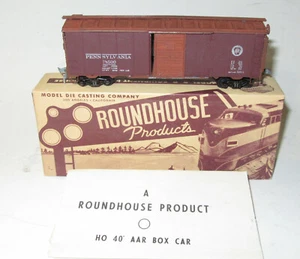 PENNSYLVANIA
MODEL DIE CASTING COMPANY
LOS ANGELES, CALIFORNIA
ROUNDHOUSE
Products
A
ROUNDHOUSE PRODUCT
HO 40' AAR BOX CAR